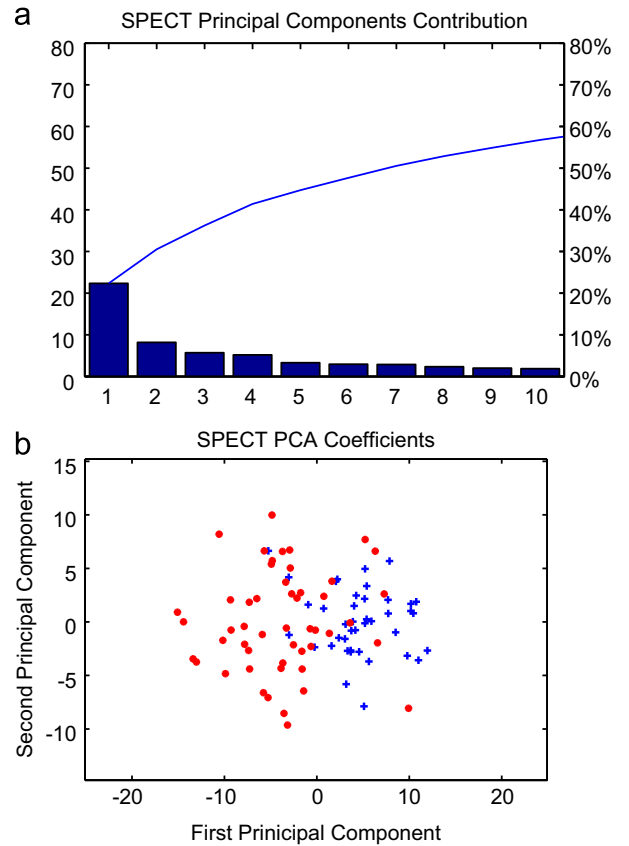 a
SPECT Principal Components Contribution
80 80%
70 70%
60 60%
50 50%
40 40%
30 30%
20 20%
10 10%
0 0%
1 2 3 4 5 6 7 8 9 10
b
SPECT PCA Coefficients
15
10
5
0
-5
-10
Second Principal Component
-20 -10 0 10 20
First Prinicipal Component